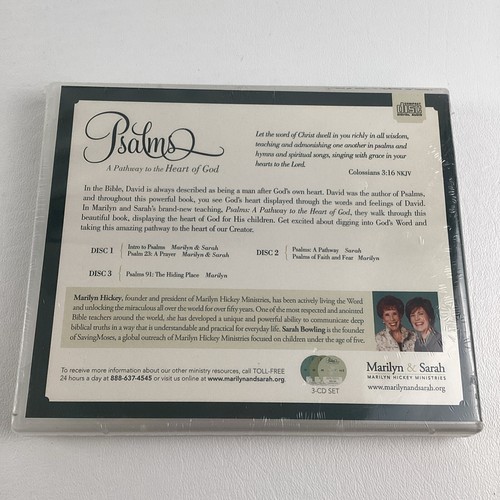 COMPACT
disc
DIGITAL AUDIO
Psalms
A Pathway to the Heart of God
Let the word of Christ dwell in you richly in all wisdom,
teaching and admonishing one another in psalms and
hymns and spiritual songs, singing with grace in your
hearts to the Lord.
Colossians 3:16 NKJV
In the Bible, David is always described as being a man after God's own heart. David was the author of Psalms,
and throughout this powerful book, you see God's heart displayed through the words and feelings of David.
In Marilyn and Sarah's brand-new teaching, Psalms: A Pathway to the Heart of God, they walk through this
beautiful book, displaying the heart of God for His children. Get excited about digging into God's Word and
taking this amazing pathway to the heart of our Creator.
DISC 1
Intro to Psalms Marilyn & Sarah
Psalm 23: A Prayer Marilyn & Sarah
DISC 2
Psalms: A Pathway Sarah
Psalms of Faith and Fear Marilyn
DISC 3
Psalms 91: The Hiding Place Marilyn
Marilyn Hickey, founder and president of Marilyn Hickey Ministries, has been actively living the Word
and unlocking the miraculous all over the world for over fifty years. One of the most respected and anointed
Bible teachers around the world, she has developed a unique and powerful ability to communicate deep
biblical truths in a way that is understandable and practical for everyday life. Sarah Bowling is the founder
of SavingMoses, a global outreach of Marilyn Hickey Ministries focused on children under the age of five.
To receive more information about our other ministry resources, call TOLL-FREE
24 hours a day at 888-637-4545 or visit us online at www.marilynandsarah.org.
3-CD SET
Marilyn & Sarah
MARILYN HICKEY MINISTRIES
www.marilynandsarah.org